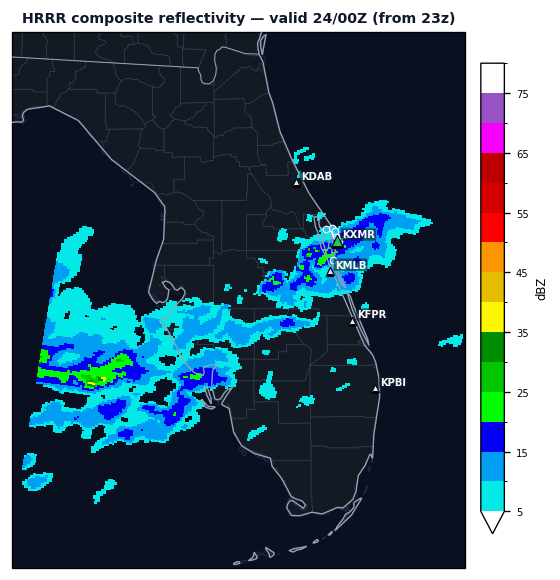 HRRR composite reflectivity — valid 24/00Z (from 23z)
KDAB
KXMR
KMLB
KFPR
KPBI
75
65
55
45
35
25
15
5
dBZ